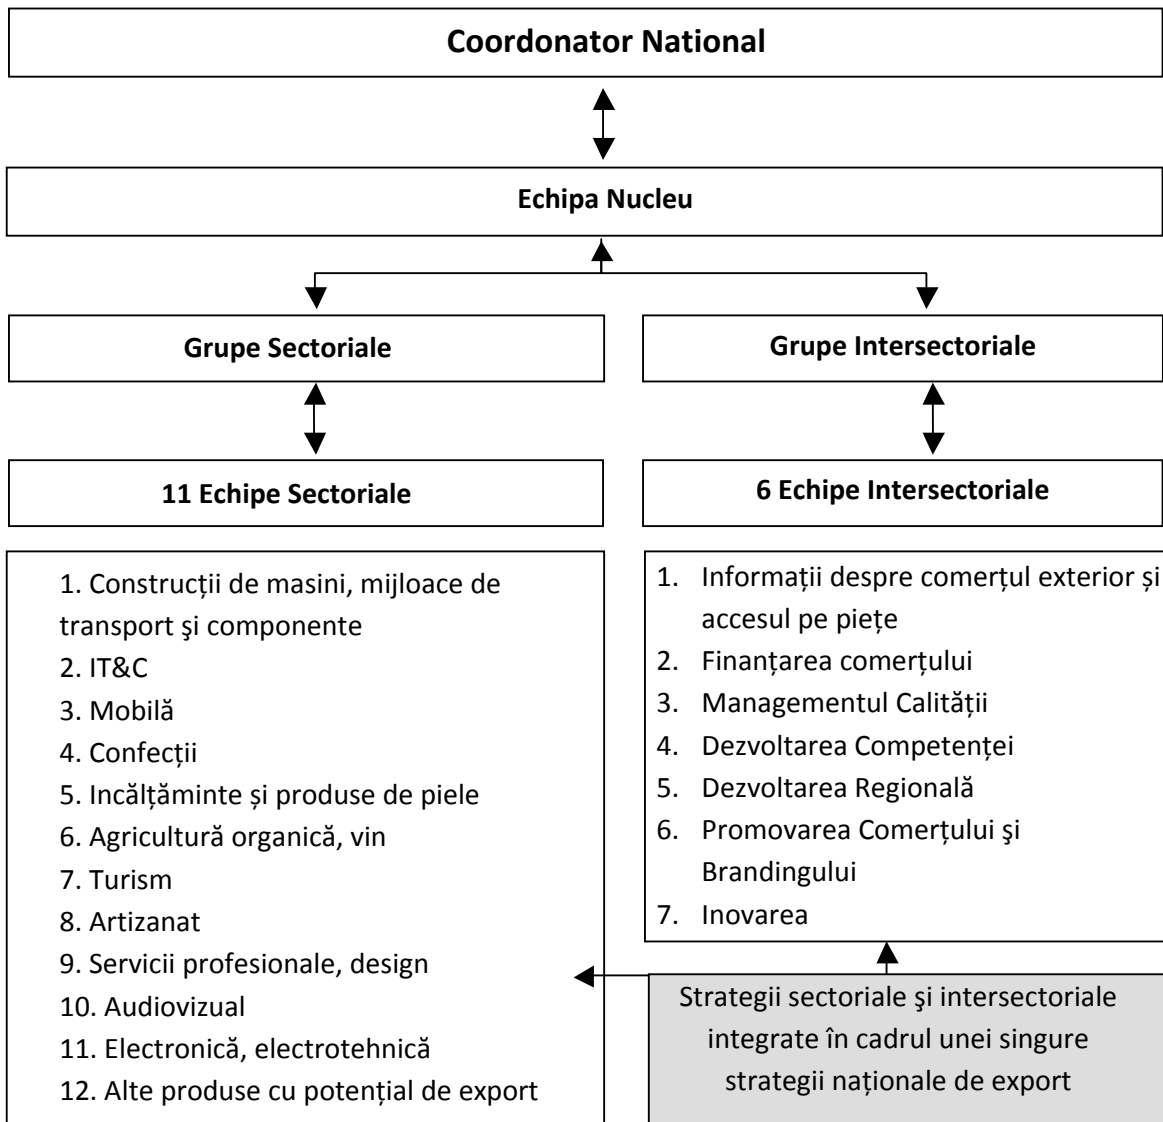 Coordonator National
Echipa Nucleu
Grupe Sectoriale
Grupe Intersectoriale
11 Echipe Sectoriale
6 Echipe Intersectoriale
1. Construcții de masini, mijloace de
transport şi componente
2. IT&C
3. Mobilă
4. Confecții
5. Incălțăminte și produse de piele
6. Agricultură organică, vin
7. Turism
8. Artizanat
9. Servicii profesionale, design
10. Audiovizual
11. Electronică, electrotehnică
12. Alte produse cu potențial de export
1. Informații despre comerțul exterior și
accesul pe piețe
2. Finanțarea comerțului
3. Managementul Calității
4. Dezvoltarea Competenței
5. Dezvoltarea Regională
6. Promovarea Comerțului şi
Brandingului
7. Inovarea
Strategii sectoriale şi intersectoriale
integrate în cadrul unei singure
strategii naționale de export